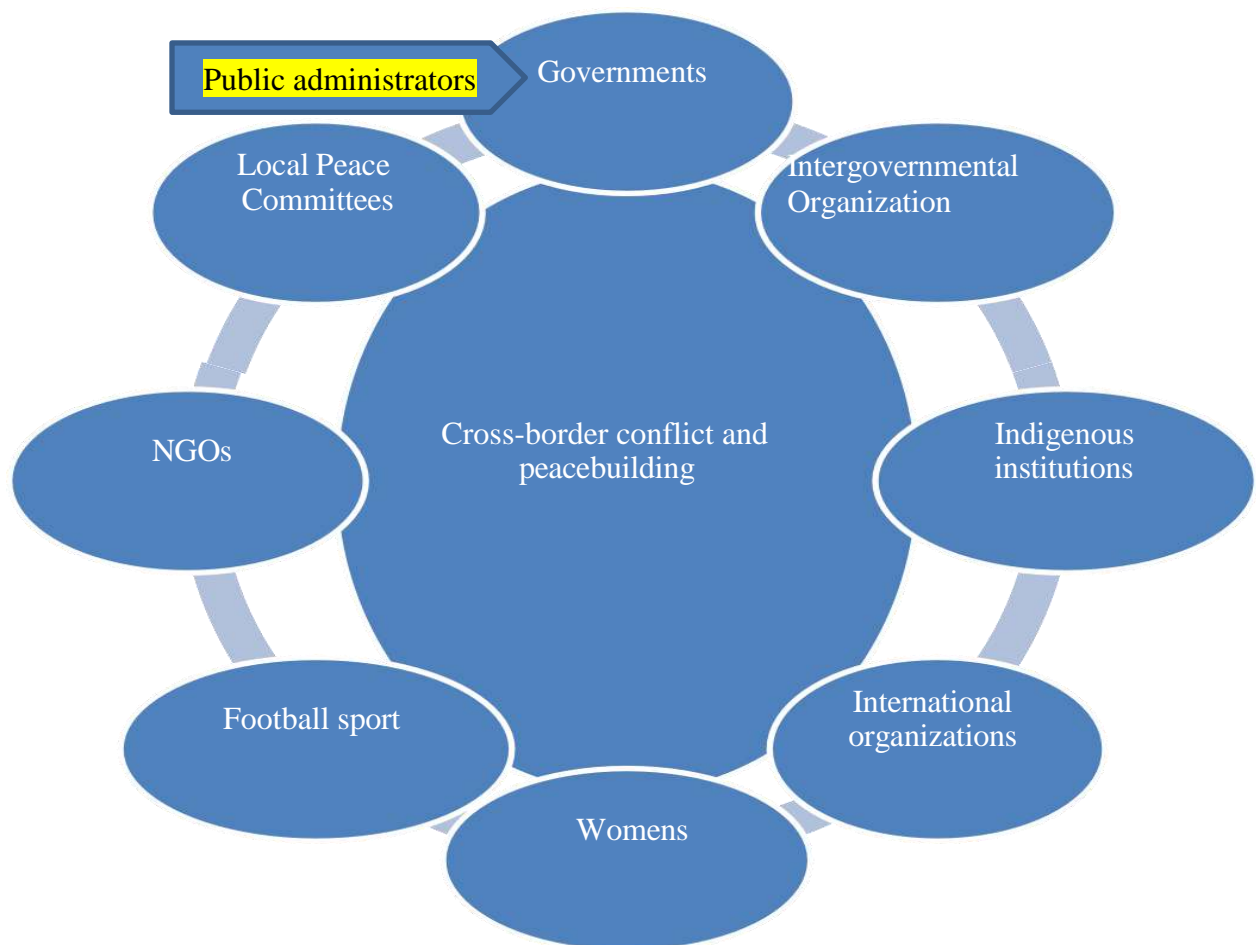 Public administrators
Governments
Local Peace
Committees
Intergovernmental
Organization
NGOs
Cross-border conflict and
peacebuilding
Indigenous
institutions
Football sport
International
organizations
Womens